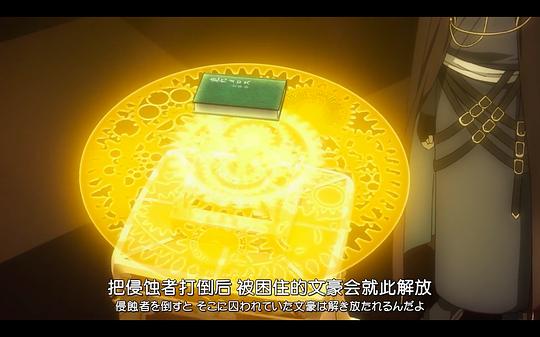 把侵蚀者打倒后 被困住的文豪会就此解放
侵蝕者を倒すと そこに囚われていた文豪は解き放たれるんだよ